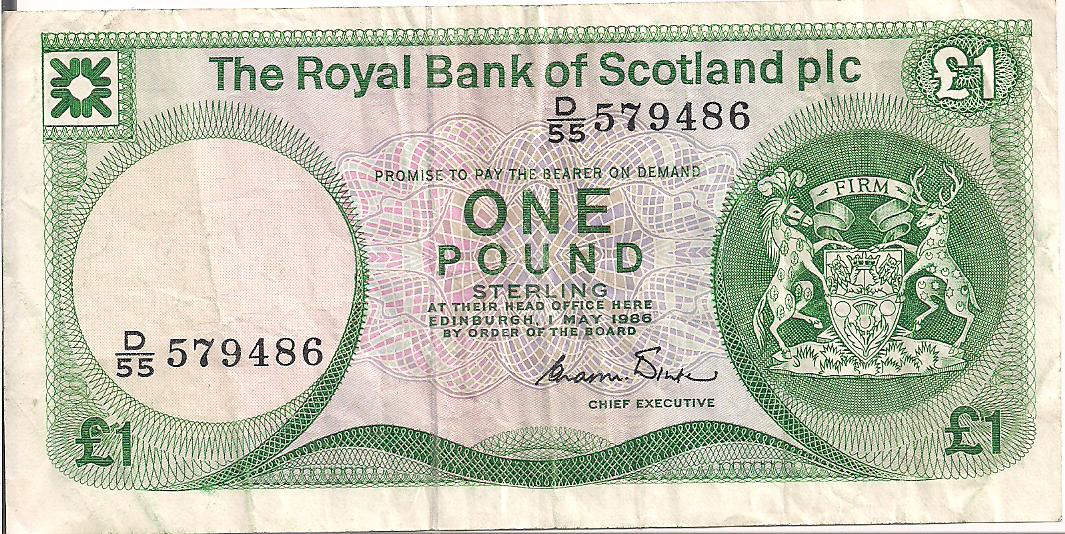 The Royal Bank of Scotland plc
£1
D/55 579486
PROMISE TO PAY THE BEARER ON DEMAND
ONE
POUND
STERLING
AT THEIR HEAD OFFICE HERE
EDINBURGH, 1 MAY 1986
BY ORDER OF THE BOARD
CHIEF EXECUTIVE
FIRM
D/55 579486
£1
£1